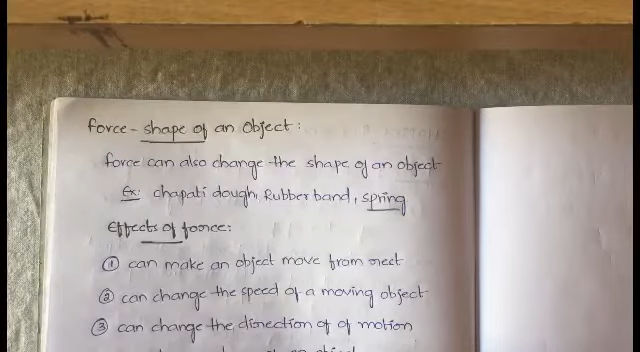 force - shape of an object:
force can also change the shape of an object
Ex: chapati dough, Rubber band, spring
Effects of force:
① can make an object move from rest
② can change the speed of a moving object
③ can change the direction of of motion